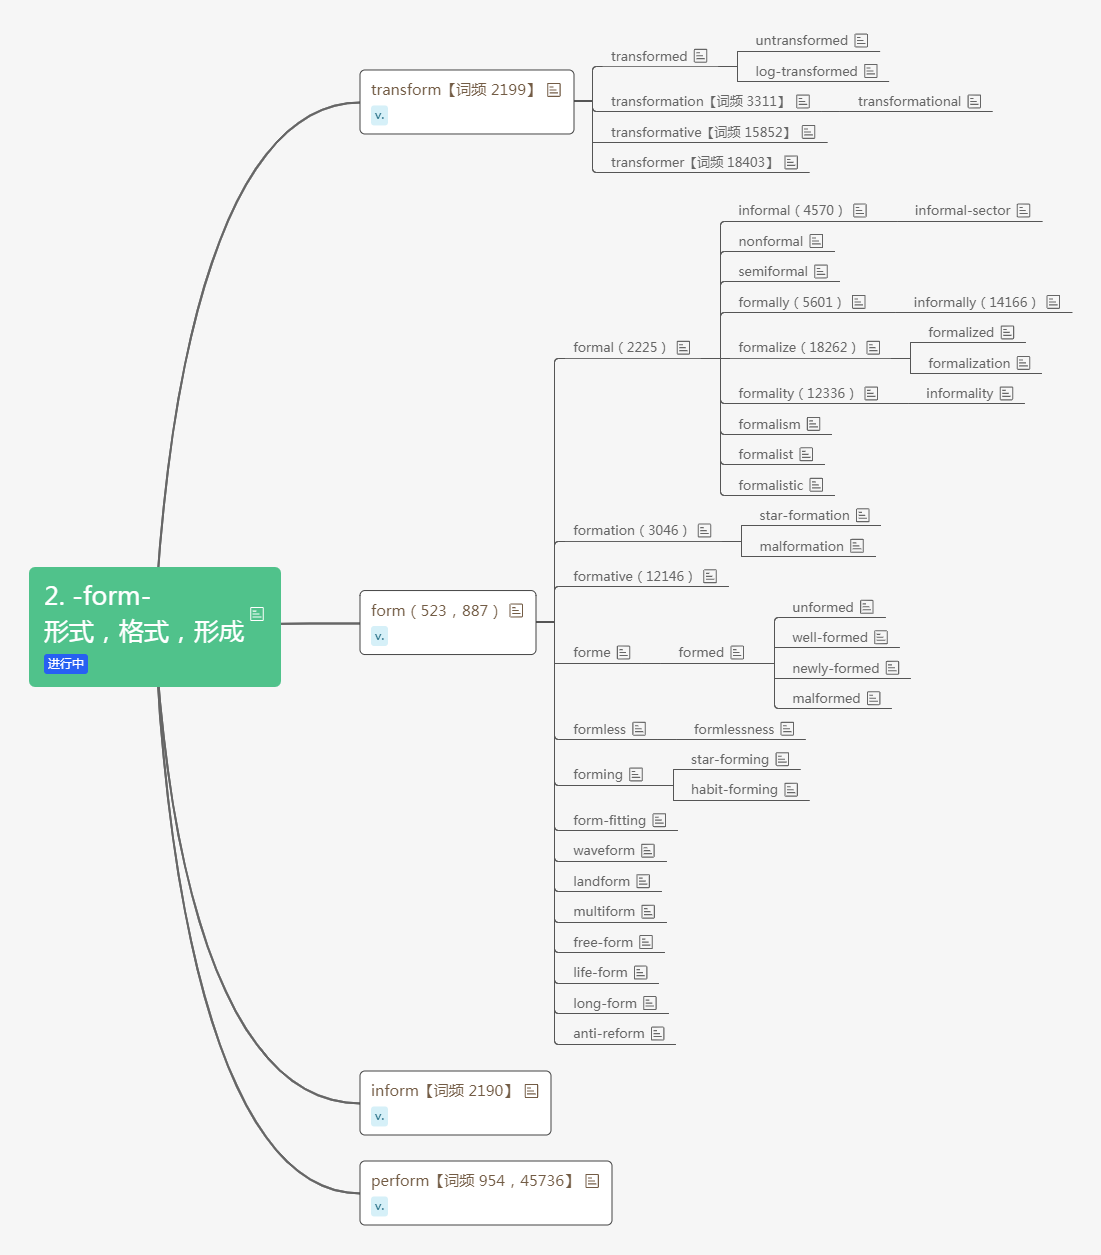 2. -form-
形式，格式，形成
进行中
transform【词频 2199】
v.
transformed
untransformed
log-transformed
transformation【词频 3311】
transformational
transformative【词频 15852】
transformer【词频 18403】
form（523，887）
v.
formal（2225）
informal（4570）
informal-sector
nonformal
semiformal
formally（5601）
informally（14166）
formalize（18262）
formalized
formalization
formality（12336）
informality
formalism
formalist
formalistic
formation（3046）
star-formation
malformation
formative（12146）
forme
formed
unformed
well-formed
newly-formed
malformed
formless
formlessness
forming
star-forming
habit-forming
form-fitting
waveform
landform
multiform
free-form
life-form
long-form
anti-reform
inform【词频 2190】
v.
perform【词频 954，45736】
v.